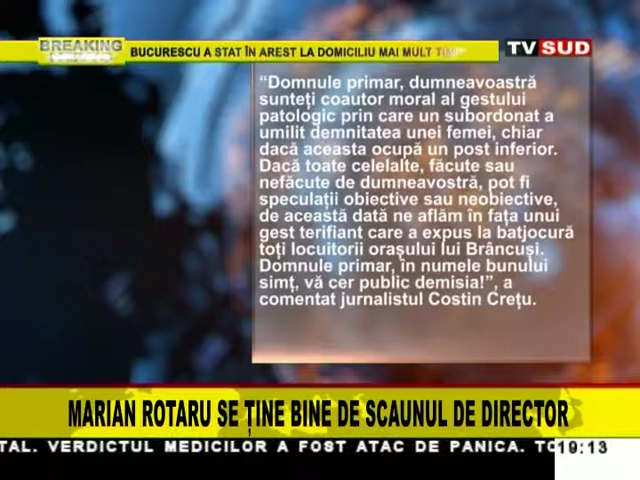 BREAKING
BUCURESCU A STAT ÎN AREST LA DOMICILIU MAI MULT
TV SUD
“Domnule primar, dumneavoastră
sunteți coautor moral al gestului
patologic prin care un subordonat a
umilit demnitatea unei femei, chiar
dacă aceasta ocupă un post inferior.
Dacă toate celelalte, făcute sau
nefăcute de dumneavostră, pot fi
speculații obiective sau neobiective,
de această dată ne aflăm în fața unui
gest terifiant care a expus la batjocură
toți locuitorii orașului lui Brâncuși.
Domnule primar, în numele bunului
simț, vă cer public demisia!”, a
comentat jurnalistul Costin Crețu.
MARIAN ROTARU SE ȚINE BINE DE SCAUNUL DE DIRECTOR
TAL. VERDICTUL MEDICILOR A FOST ATAC DE PANICA. TO
19:13